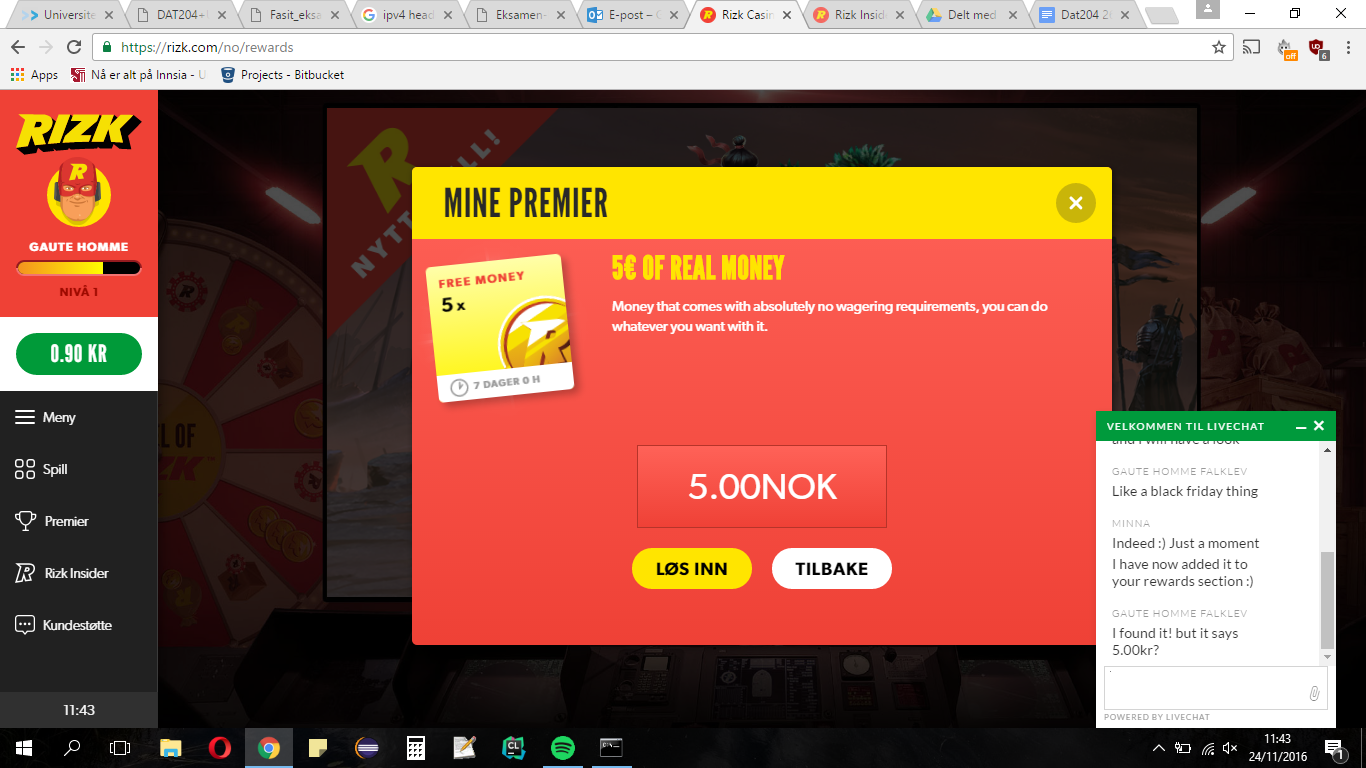 Universite
DAT204+
Fasit_eksa
ipv4 head
Eksamen-
E-post – 
Rizk Casin
Rizk Insid
Delt med
Dat204 2
https://rizk.com/no/rewards
off
6
Apps
Nå er alt på Innsia - U
Projects - Bitbucket
RIZK
GAUTE HOMME
NIVÅ 1
0.90 KR
Meny
Spill
Premier
Rizk Insider
Kundestøtte
11:43
MINE PREMIER
FREE MONEY
5 x
7 DAGER 0 H
5€ OF REAL MONEY
Money that comes with absolutely no wagering requirements, you can do
whatever you want with it.
5.00NOK
LØS INN
TILBAKE
VELKOMMEN TIL LIVECHAT
and I will have a look
GAUTE HOMME FALKLEV
Like a black friday thing
MINNA
Indeed :) Just a moment
I have now added it to
your rewards section :)
GAUTE HOMME FALKLEV
I found it! but it says
5.00kr?
POWERED BY LIVECHAT
11:43
24/11/2016
1